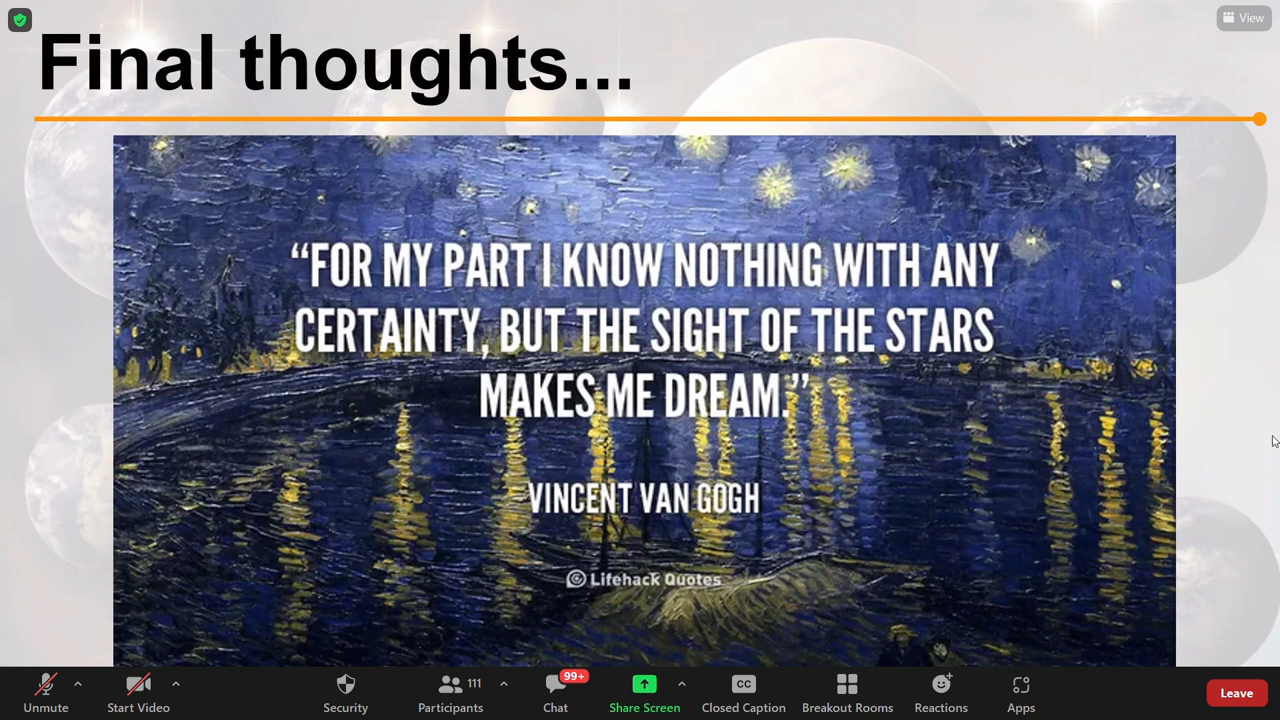 View
Final thoughts...
“FOR MY PART I KNOW NOTHING WITH ANY
CERTAINTY, BUT THE SIGHT OF THE STARS
MAKES ME DREAM.”
VINCENT VAN GOGH
Lifehack Quotes
111
99+
CC
Unmute
Start Video
Security
Participants
Chat
Share Screen
Closed Caption
Breakout Rooms
Reactions
Apps
Leave